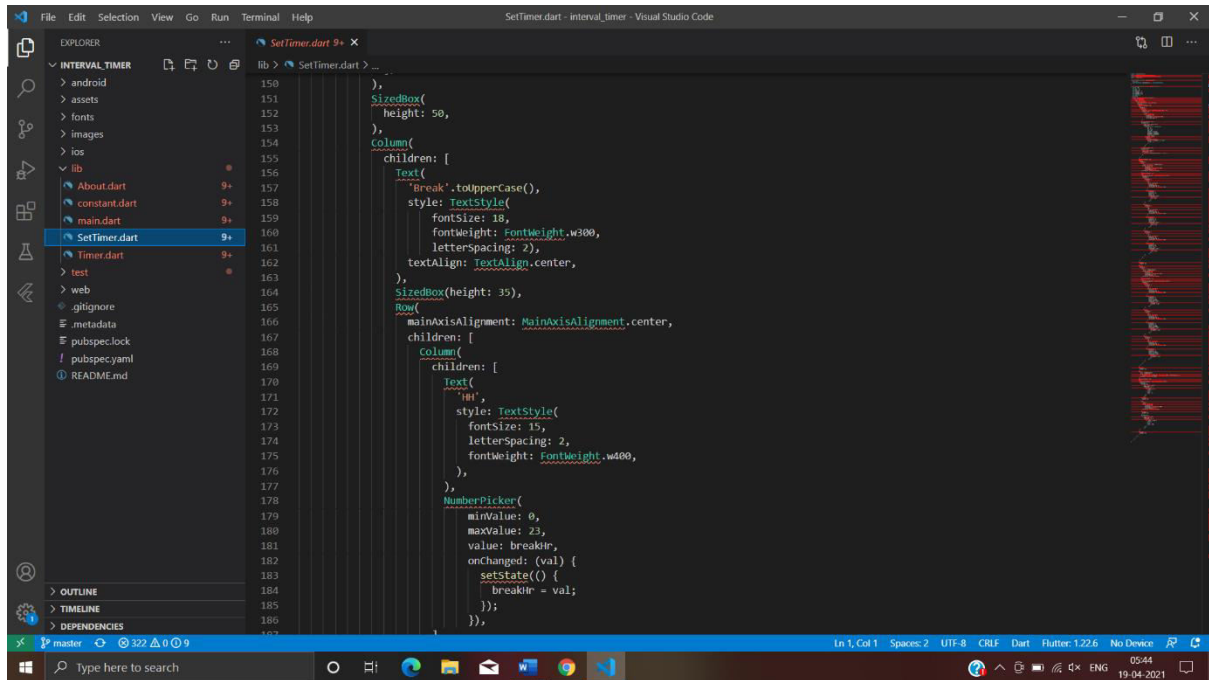 File Edit Selection View Go Run Terminal Help
SetTimer.dart - interval_timer - Visual Studio Code
EXPLORER
INTERVAL_TIMER
> android
> assets
> fonts
> images
> ios
lib
About.dart 9+
constant.dart 9+
main.dart 9+
SetTimer.dart 9+
Timer.dart 9+
> test
> web
.gitignore
.metadata
pubspec.lock
pubspec.yaml
README.md
> OUTLINE
> TIMELINE
> DEPENDENCIES
SetTimer.dart 9+
lib > SetTimer.dart > ...
150 ),
151 SizedBox(
152 height: 50,
153 ),
154 Column(
155 children: [
156 Text(
157 'Break'.toUpperCase(),
158 style: TextStyle(
159 fontSize: 18,
160 fontWeight: FontWeight.w300,
161 letterSpacing: 2),
162 textAlign: TextAlign.center,
163 ),
164 SizedBox(height: 35),
165 Row(
166 mainAxisAlignment: MainAxisAlignment.center,
167 children: [
168 Column(
169 children: [
170 Text(
171 'HH',
172 style: TextStyle(
173 fontSize: 15,
174 letterSpacing: 2,
175 fontWeight: FontWeight.w400,
176 ),
177 ),
178 NumberPicker(
179 minValue: 0,
180 maxValue: 23,
181 value: breakHr,
182 onChanged: (val) {
183 setState(() {
184 breakHr = val;
185 });
186 }),
master 322 0 9
Ln 1, Col 1 Spaces: 2 UTF-8 CRLF Dart Flutter: 1.22.6 No Device
Type here to search
ENG
05:44
19-04-2021